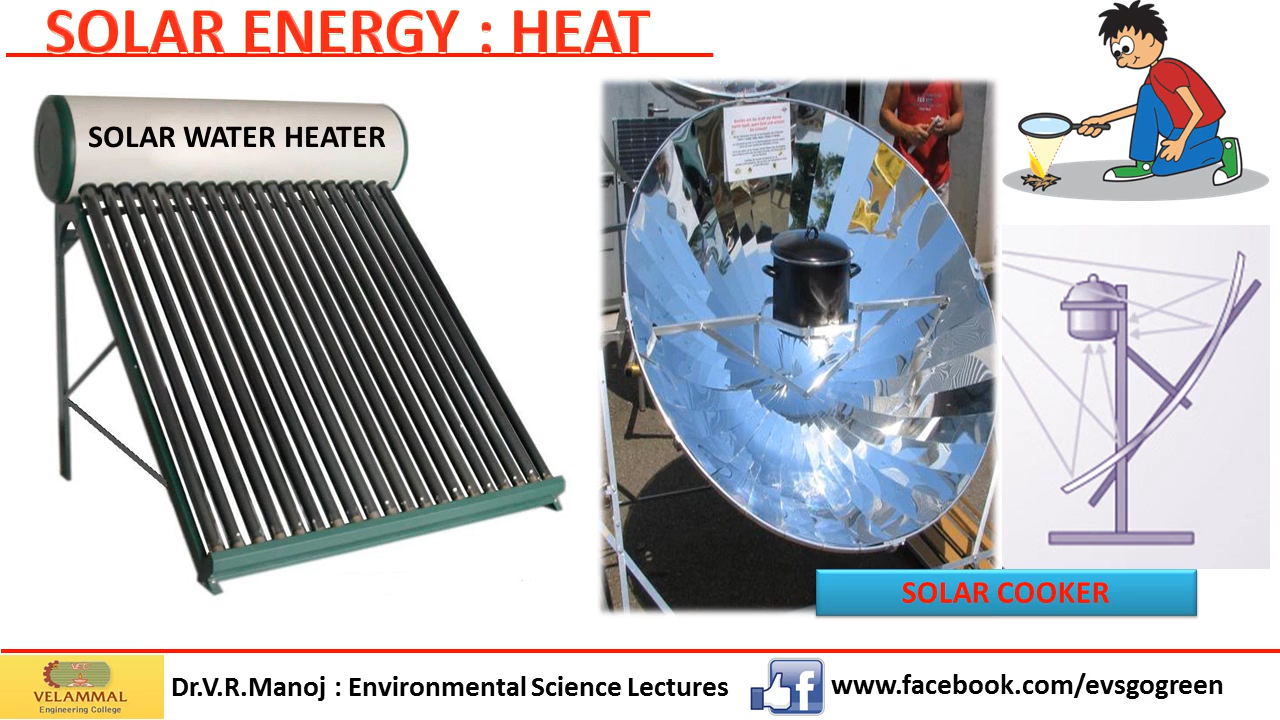 SOLAR ENERGY : HEAT
SOLAR WATER HEATER
SOLAR COOKER
VEC
VELAMMAL
Engineering College
Dr.V.R.Manoj : Environmental Science Lectures
f
www.facebook.com/evsgogreen